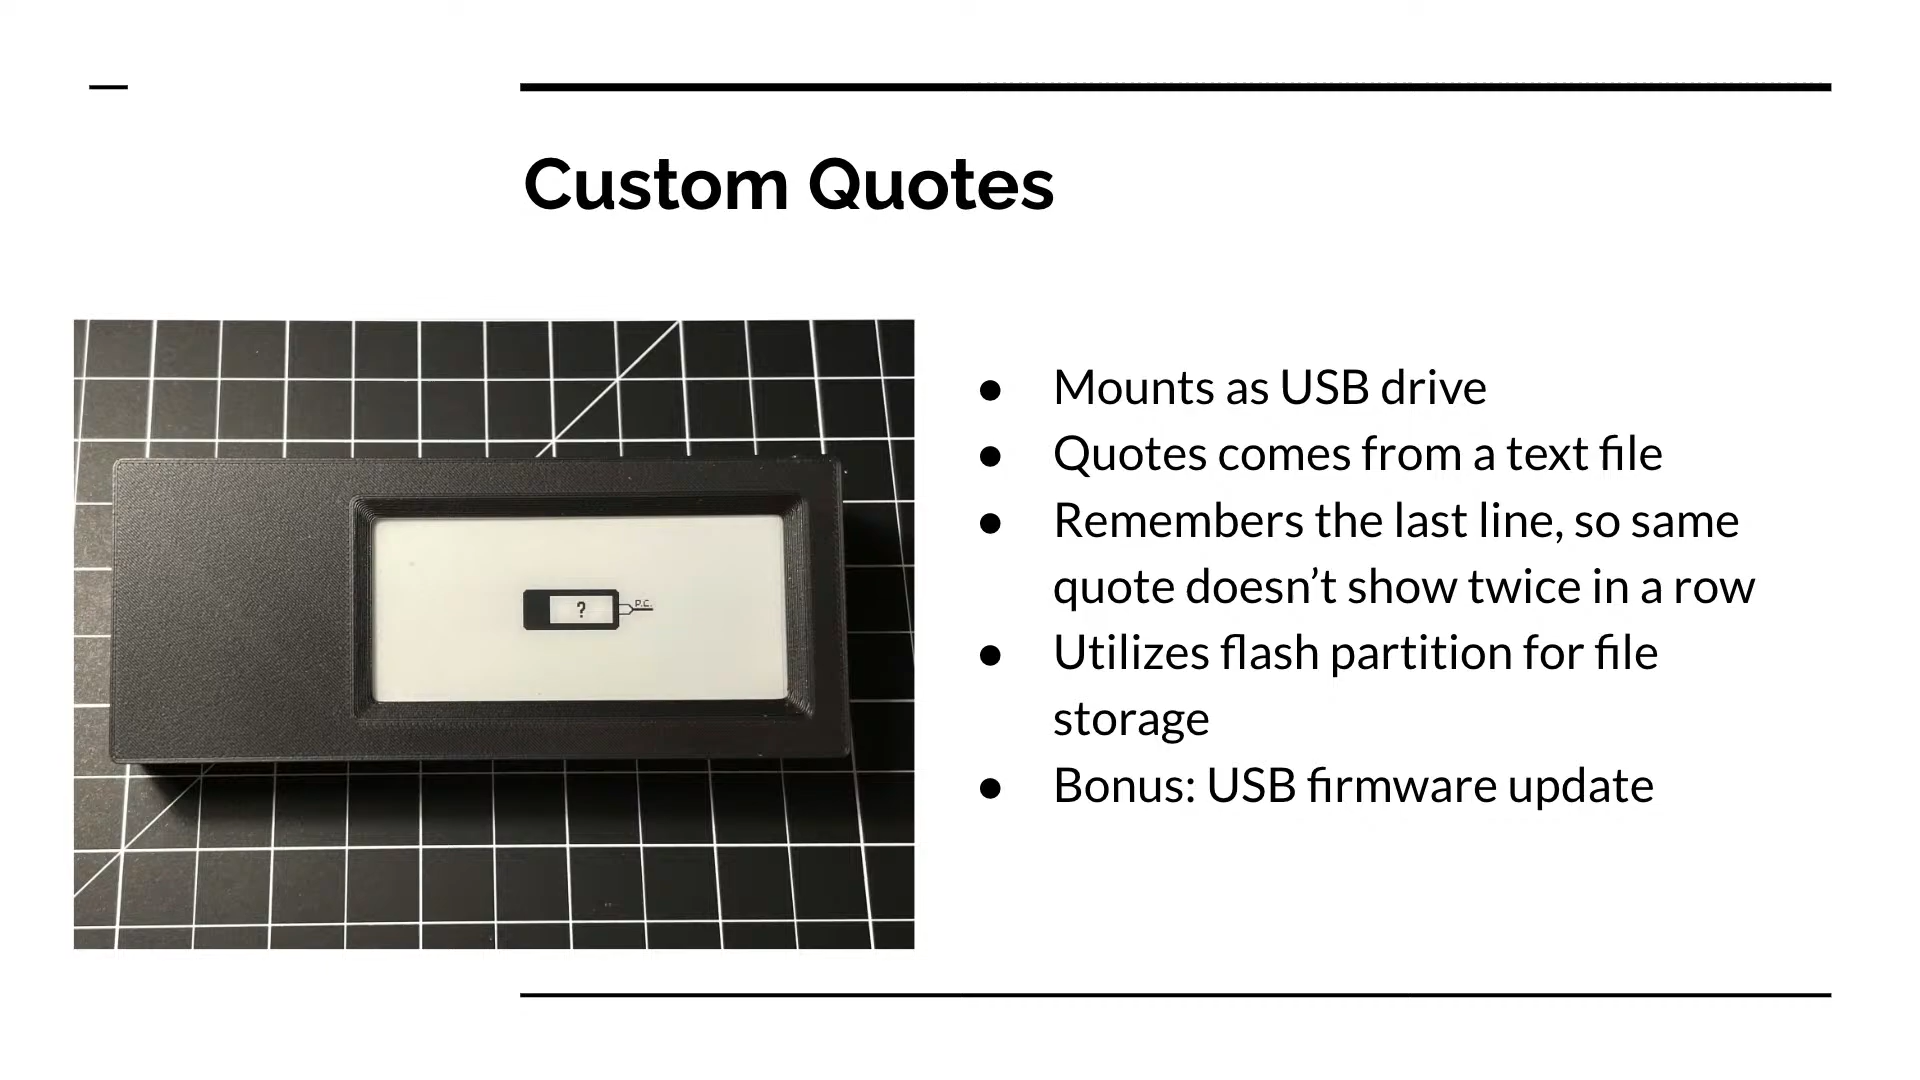 Custom Quotes
? P.C.
● Mounts as USB drive
● Quotes comes from a text file
● Remembers the last line, so same
quote doesn’t show twice in a row
● Utilizes flash partition for file
storage
● Bonus: USB firmware update